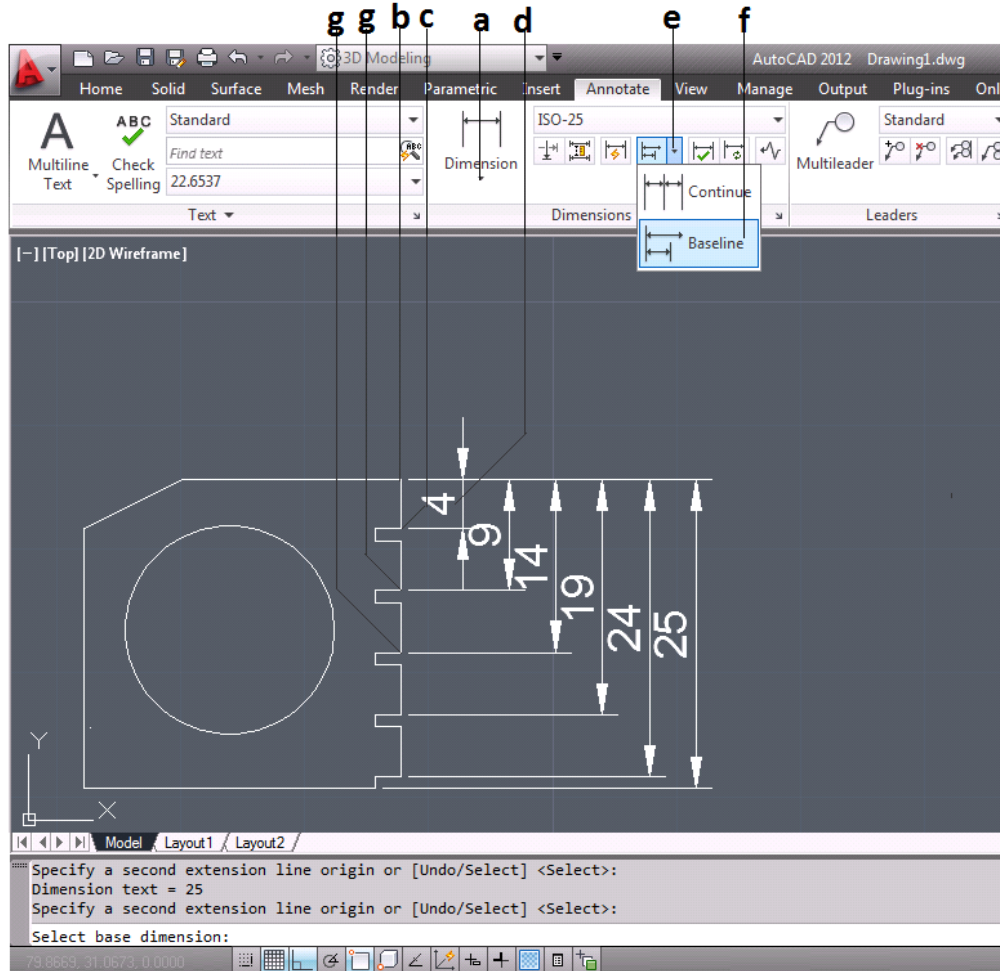 g g b c a d e f
3D Modeling AutoCAD 2012 Drawing1.dwg
Home Solid Surface Mesh Render Parametric Insert Annotate View Manage Output Plug-ins Onl
A ABC Standard ISO-25 Standard
Find text ABC
Multiline Text Check Spelling 22.6537 Dimension Multileader
Continue
Text Dimensions Leaders
Baseline
[−] [Top] [2D Wireframe]
4
9
14
19
24
25
Y
X
Model Layout1 Layout2
Specify a second extension line origin or [Undo/Select] <Select>:
Dimension text = 25
Specify a second extension line origin or [Undo/Select] <Select>:
Select base dimension:
79.8669, 31.0673, 0.0000